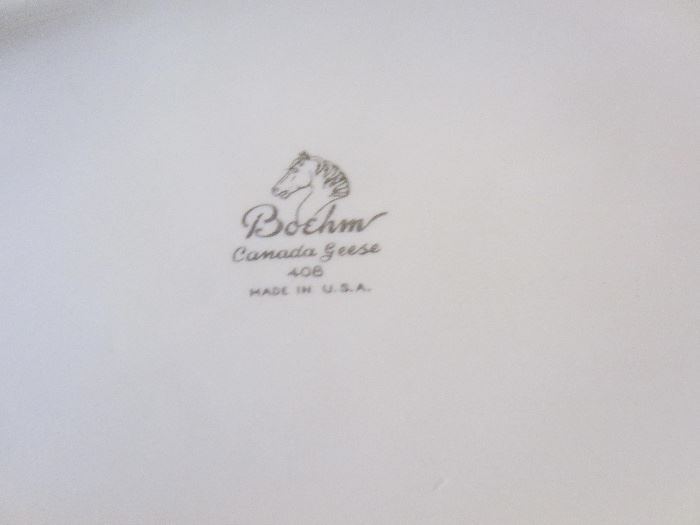 Boehm
Canada Geese
408
MADE IN U.S.A.